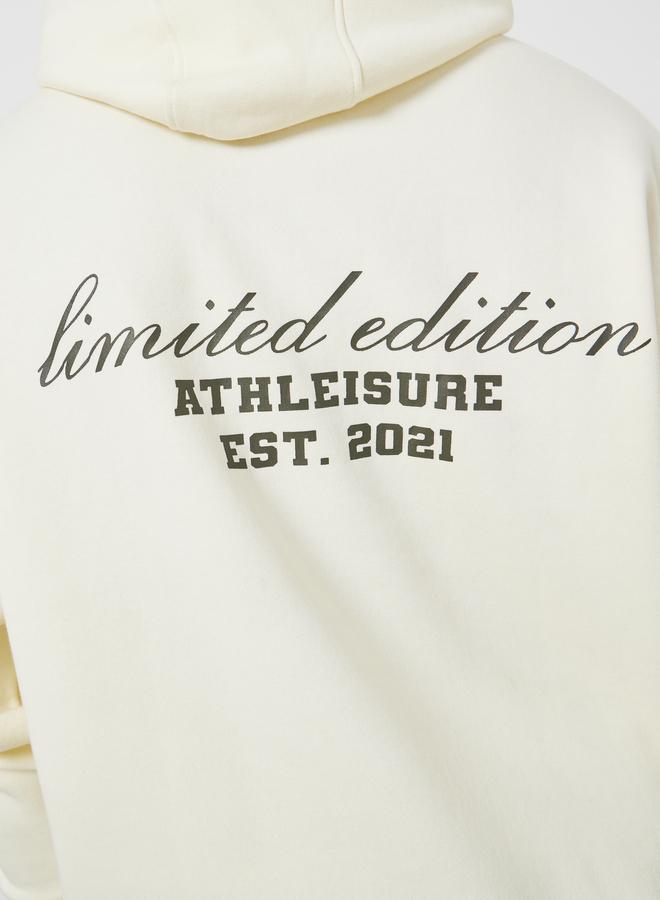 limited edition
ATHLEISURE
EST. 2021